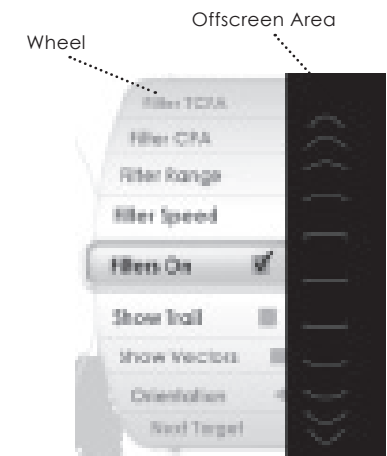 Offscreen Area
Wheel
Filter TCPA
Filter CPA
Filter Range
Filter Speed
Filters On
Show Trail
Show Vectors
Orientation
Next Target